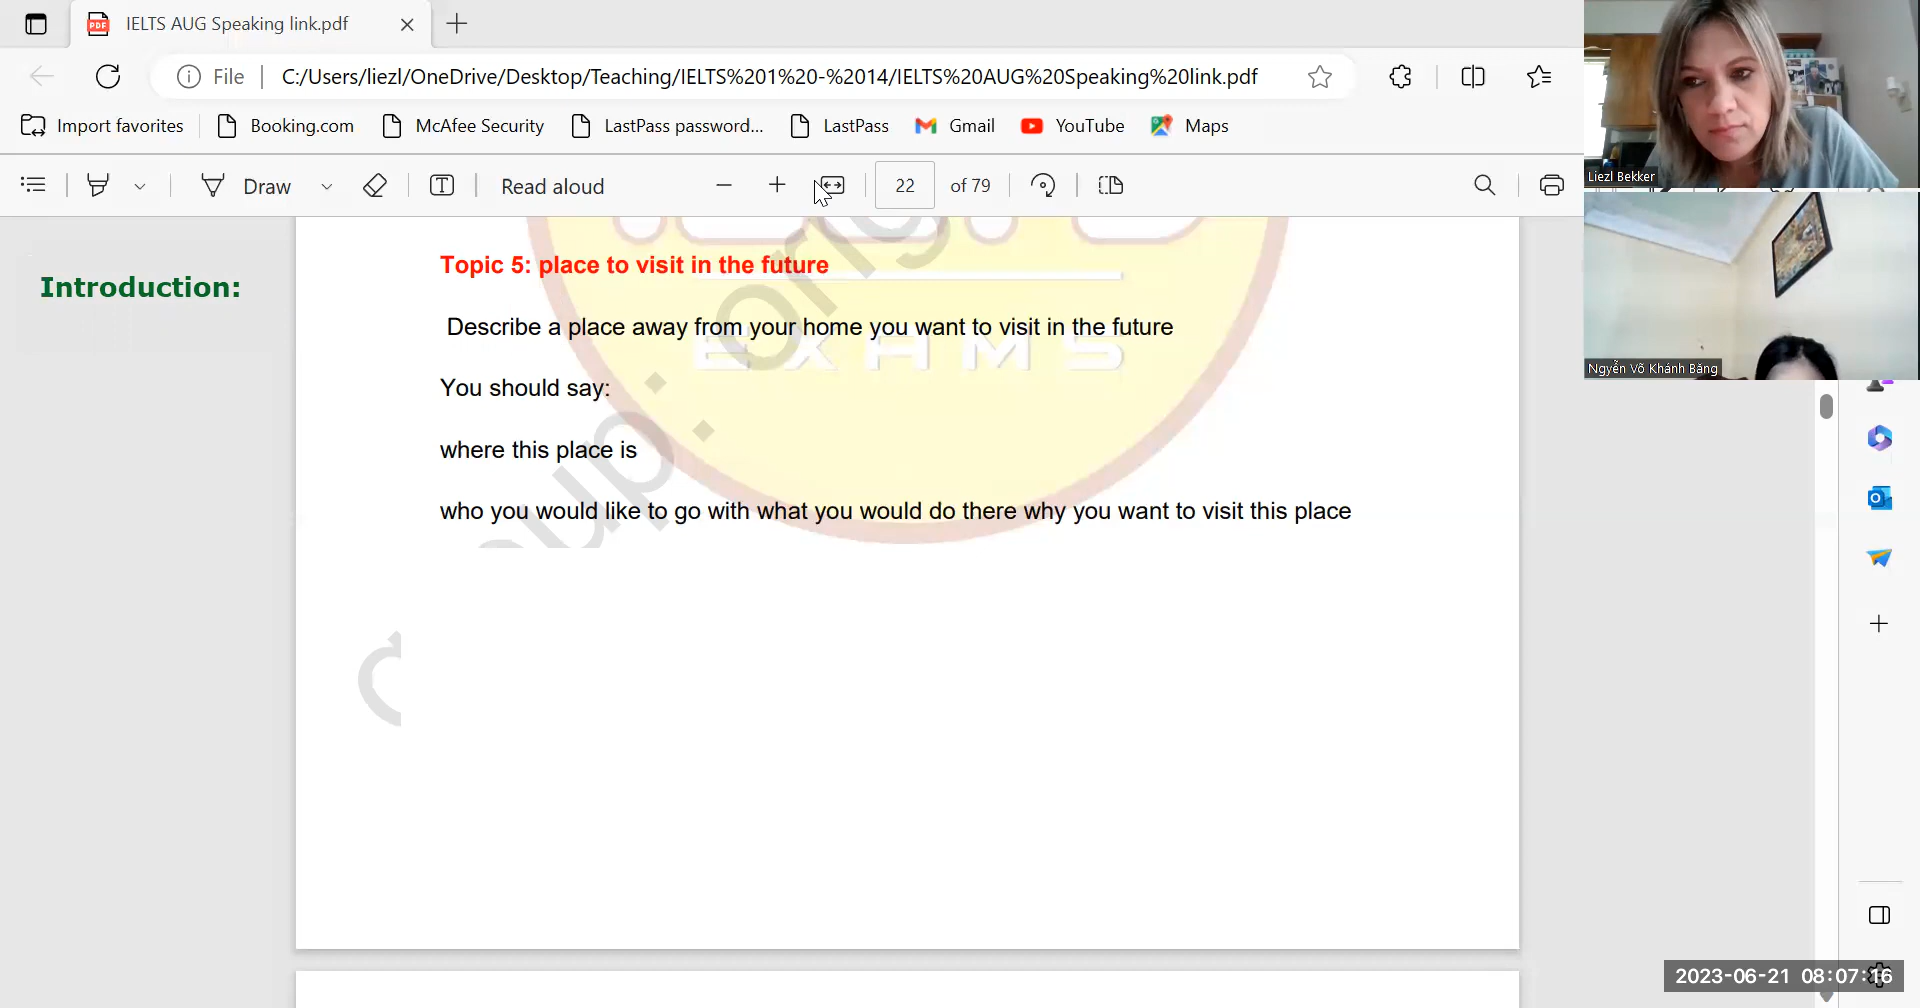 IELTS AUG Speaking link.pdf
File C:/Users/liezl/OneDrive/Desktop/Teaching/IELTS%201%20-%2014/IELTS%20AUG%20Speaking%20link.pdf
Import favorites Booking.com McAfee Security LastPass password... LastPass Gmail YouTube Maps
Draw Read aloud 22 of 79
Liezl Bekker
Introduction:
Topic 5: place to visit in the future
Describe a place away from your home you want to visit in the future
EXAMS
Ngyễn Võ Khánh Băng
You should say:
where this place is
who you would like to go with what you would do there why you want to visit this place
2023-06-21 08:07:16